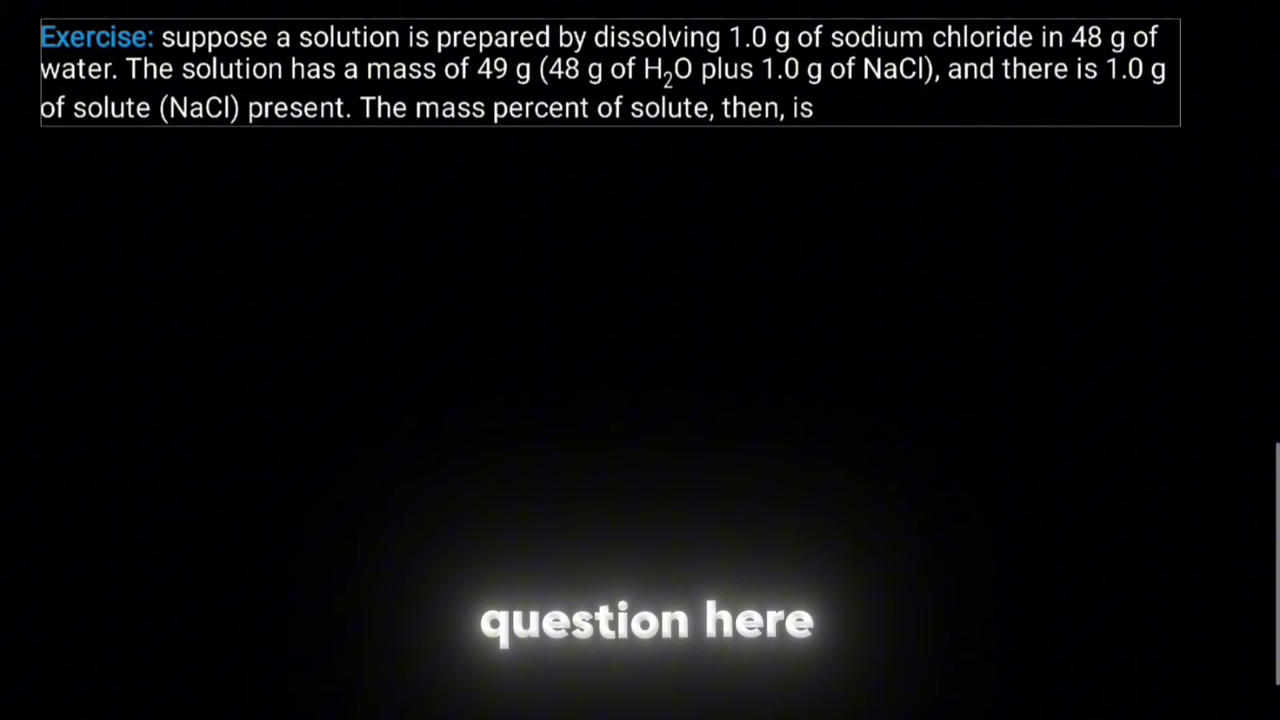 Exercise: suppose a solution is prepared by dissolving 1.0 g of sodium chloride in 48 g of
water. The solution has a mass of 49 g (48 g of H₂O plus 1.0 g of NaCl), and there is 1.0 g
of solute (NaCl) present. The mass percent of solute, then, is
question here